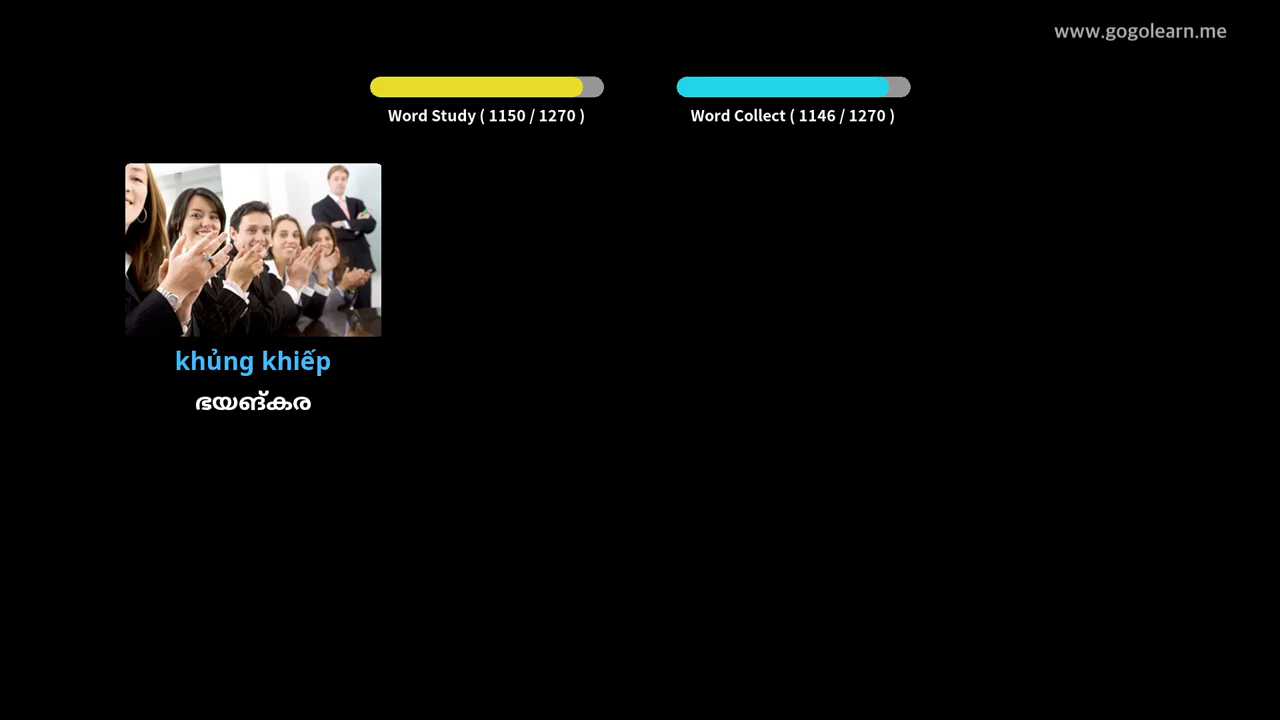 www.gogolearn.me
Word Study ( 1150 / 1270 )
Word Collect ( 1146 / 1270 )
khủng khiếp
ഭയങ്കര